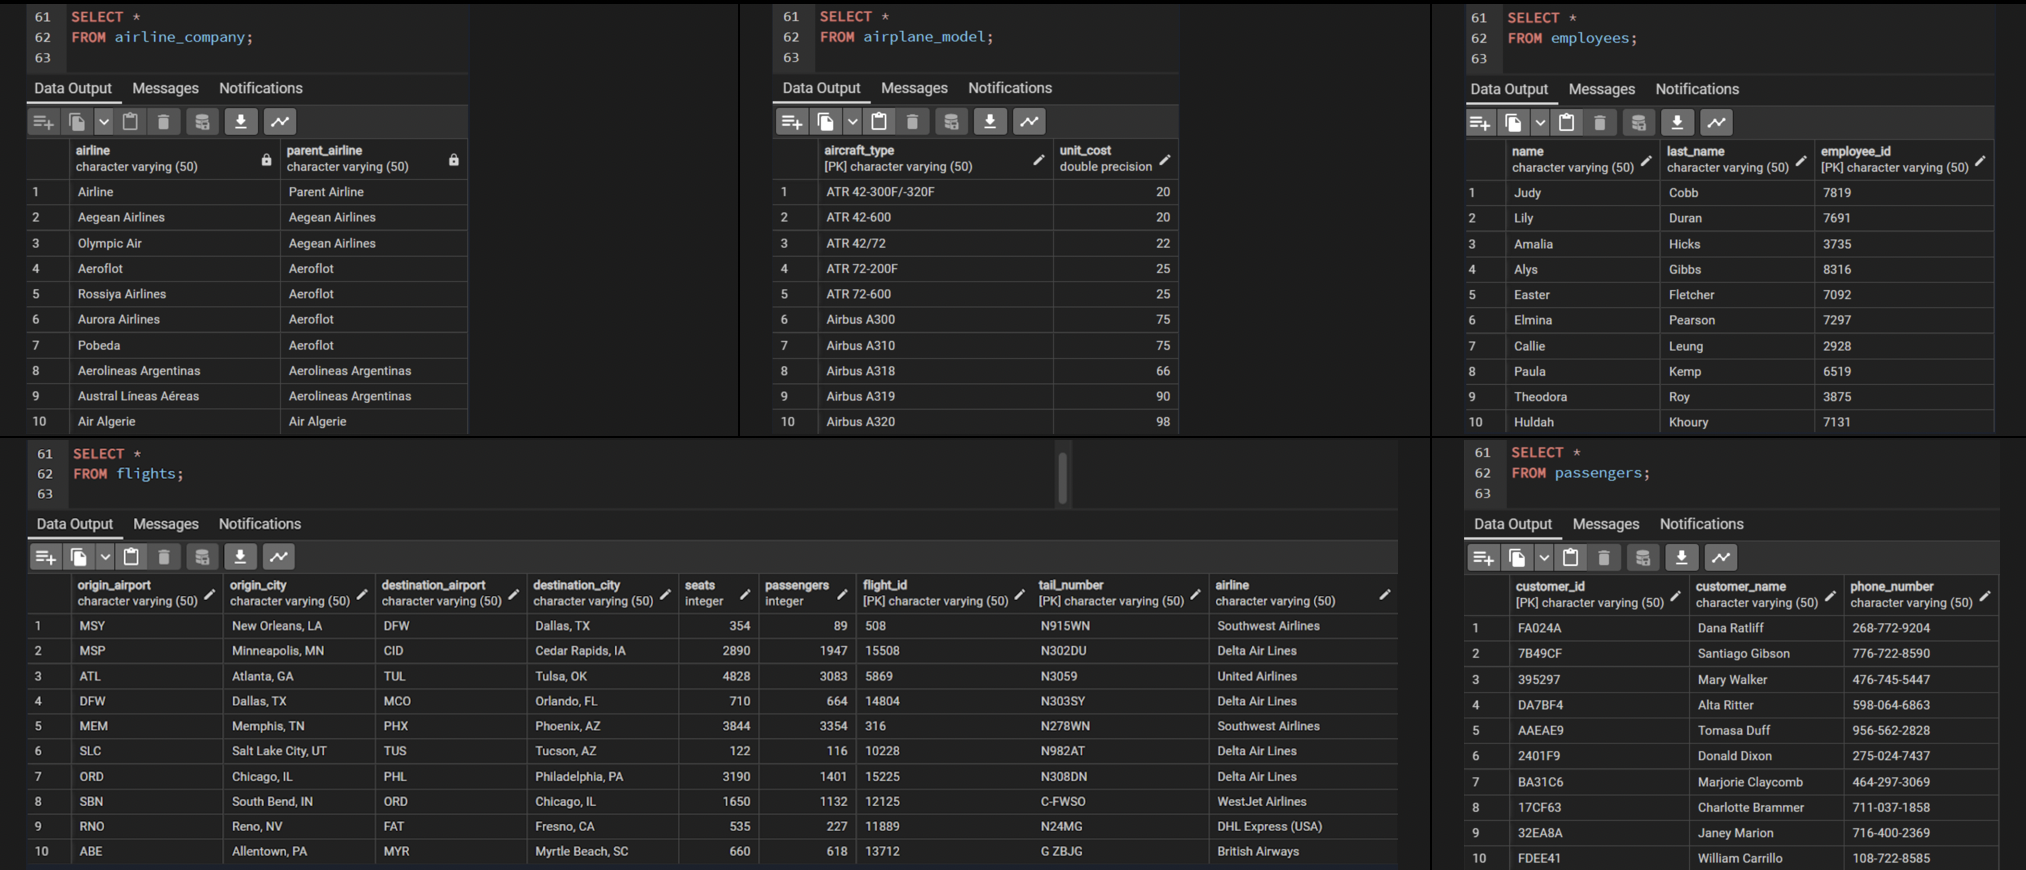 61 SELECT *
62 FROM airline_company;
63
Data Output Messages Notifications
airline parent_airline
character varying (50) character varying (50)
1 Airline Parent Airline
2 Aegean Airlines Aegean Airlines
3 Olympic Air Aegean Airlines
4 Aeroflot Aeroflot
5 Rossiya Airlines Aeroflot
6 Aurora Airlines Aeroflot
7 Pobeda Aeroflot
8 Aerolineas Argentinas Aerolineas Argentinas
9 Austral Líneas Aéreas Aerolineas Argentinas
10 Air Algerie Air Algerie
61 SELECT *
62 FROM airplane_model;
63
Data Output Messages Notifications
aircraft_type unit_cost
[PK] character varying (50) double precision
1 ATR 42-300F/-320F 20
2 ATR 42-600 20
3 ATR 42/72 22
4 ATR 72-200F 25
5 ATR 72-600 25
6 Airbus A300 75
7 Airbus A310 75
8 Airbus A318 66
9 Airbus A319 90
10 Airbus A320 98
61 SELECT *
62 FROM employees;
63
Data Output Messages Notifications
name last_name employee_id
character varying (50) character varying (50) [PK] character varying (50)
1 Judy Cobb 7819
2 Lily Duran 7691
3 Amalia Hicks 3735
4 Alys Gibbs 8316
5 Easter Fletcher 7092
6 Elmina Pearson 7297
7 Callie Leung 2928
8 Paula Kemp 6519
9 Theodora Roy 3875
10 Huldah Khoury 7131
61 SELECT *
62 FROM flights;
63
Data Output Messages Notifications
origin_airport origin_city destination_airport destination_city seats passengers flight_id tail_number airline
character varying (50) character varying (50) character varying (50) character varying (50) integer integer [PK] character varying (50) [PK] character varying (50) character varying (50)
1 MSY New Orleans, LA DFW Dallas, TX 354 89 508 N915WN Southwest Airlines
2 MSP Minneapolis, MN CID Cedar Rapids, IA 2890 1947 15508 N302DU Delta Air Lines
3 ATL Atlanta, GA TUL Tulsa, OK 4828 3083 5869 N3059 United Airlines
4 DFW Dallas, TX MCO Orlando, FL 710 664 14804 N303SY Delta Air Lines
5 MEM Memphis, TN PHX Phoenix, AZ 3844 3354 316 N278WN Southwest Airlines
6 SLC Salt Lake City, UT TUS Tucson, AZ 122 116 10228 N982AT Delta Air Lines
7 ORD Chicago, IL PHL Philadelphia, PA 3190 1401 15225 N308DN Delta Air Lines
8 SBN South Bend, IN ORD Chicago, IL 1650 1132 12125 C-FWSO WestJet Airlines
9 RNO Reno, NV FAT Fresno, CA 535 227 11889 N24MG DHL Express (USA)
10 ABE Allentown, PA MYR Myrtle Beach, SC 660 618 13712 G ZBJG British Airways
61 SELECT *
62 FROM passengers;
63
Data Output Messages Notifications
customer_id customer_name phone_number
[PK] character varying (50) character varying (50) character varying (50)
1 FA024A Dana Ratliff 268-772-9204
2 7B49CF Santiago Gibson 776-722-8590
3 395297 Mary Walker 476-745-5447
4 DA7BF4 Alta Ritter 598-064-6863
5 AAEAE9 Tomasa Duff 956-562-2828
6 2401F9 Donald Dixon 275-024-7437
7 BA31C6 Marjorie Claycomb 464-297-3069
8 17CF63 Charlotte Brammer 711-037-1858
9 32EA8A Janey Marion 716-400-2369
10 FDEE41 William Carrillo 108-722-8585